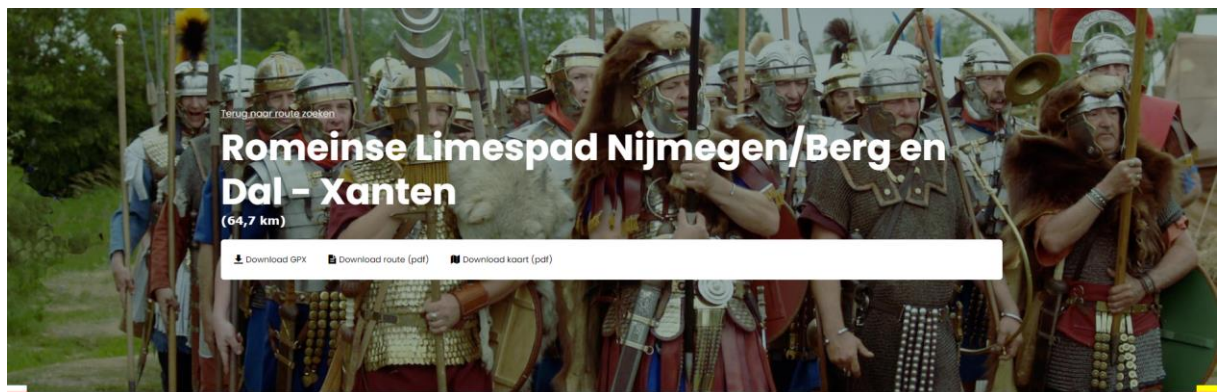 Terug naar route zoeken
Romeinse Limespad Nijmegen/Berg en
Dal - Xanten
(64,7 km)
Download GPX Download route (pdf) Download kaart (pdf)